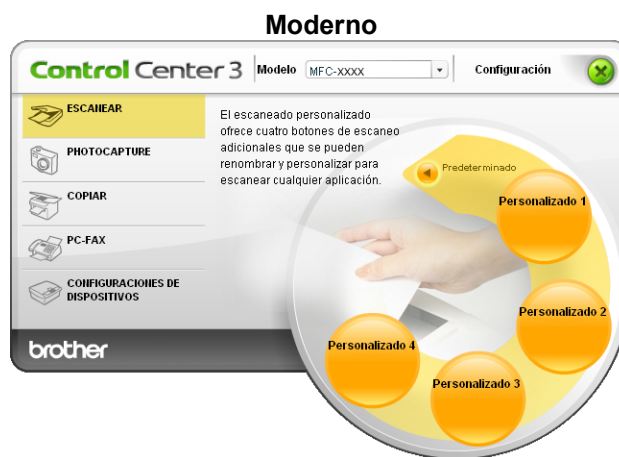 Moderno
Control Center 3
Modelo
MFC-XXXX
Configuración
ESCANEAR
PHOTOCAPTURE
COPIAR
PC-FAX
CONFIGURACIONES DE
DISPOSITIVOS
El escaneado personalizado
ofrece cuatro botones de escaneo
adicionales que se pueden
renombrar y personalizar para
escanear cualquier aplicación.
Predeterminado
Personalizado 1
Personalizado 2
Personalizado 3
Personalizado 4
brother